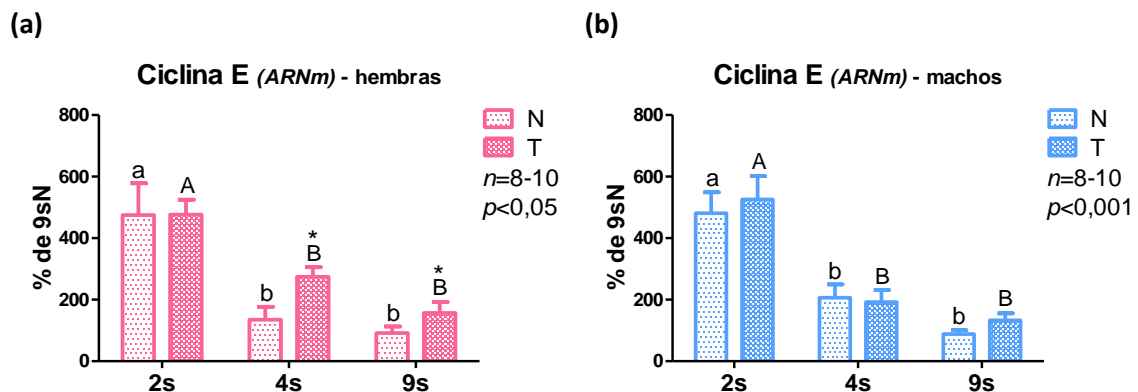 (a)
Ciclina E (ARNm) - hembras
% de 9sN
800
600
400
200
0
a
A
b
*
B
b
*
B
2s
4s
9s
N
T
n=8-10
p<0,05
(b)
Ciclina E (ARNm) - machos
% de 9sN
800
600
400
200
0
a
A
b
B
b
B
2s
4s
9s
N
T
n=8-10
p<0,001